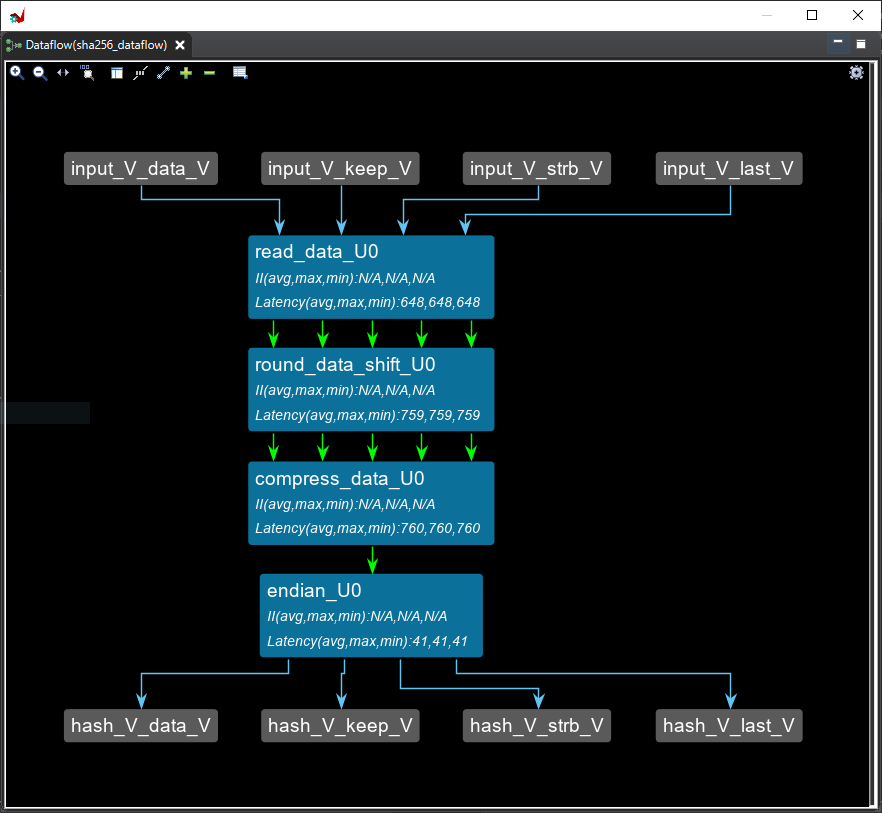 Dataflow(sha256_dataflow)
input_V_data_V
input_V_keep_V
input_V_strb_V
input_V_last_V
read_data_U0
II(avg,max,min):N/A,N/A,N/A
Latency(avg,max,min):648,648,648
round_data_shift_U0
II(avg,max,min):N/A,N/A,N/A
Latency(avg,max,min):759,759,759
compress_data_U0
II(avg,max,min):N/A,N/A,N/A
Latency(avg,max,min):760,760,760
endian_U0
II(avg,max,min):N/A,N/A,N/A
Latency(avg,max,min):41,41,41
hash_V_data_V
hash_V_keep_V
hash_V_strb_V
hash_V_last_V